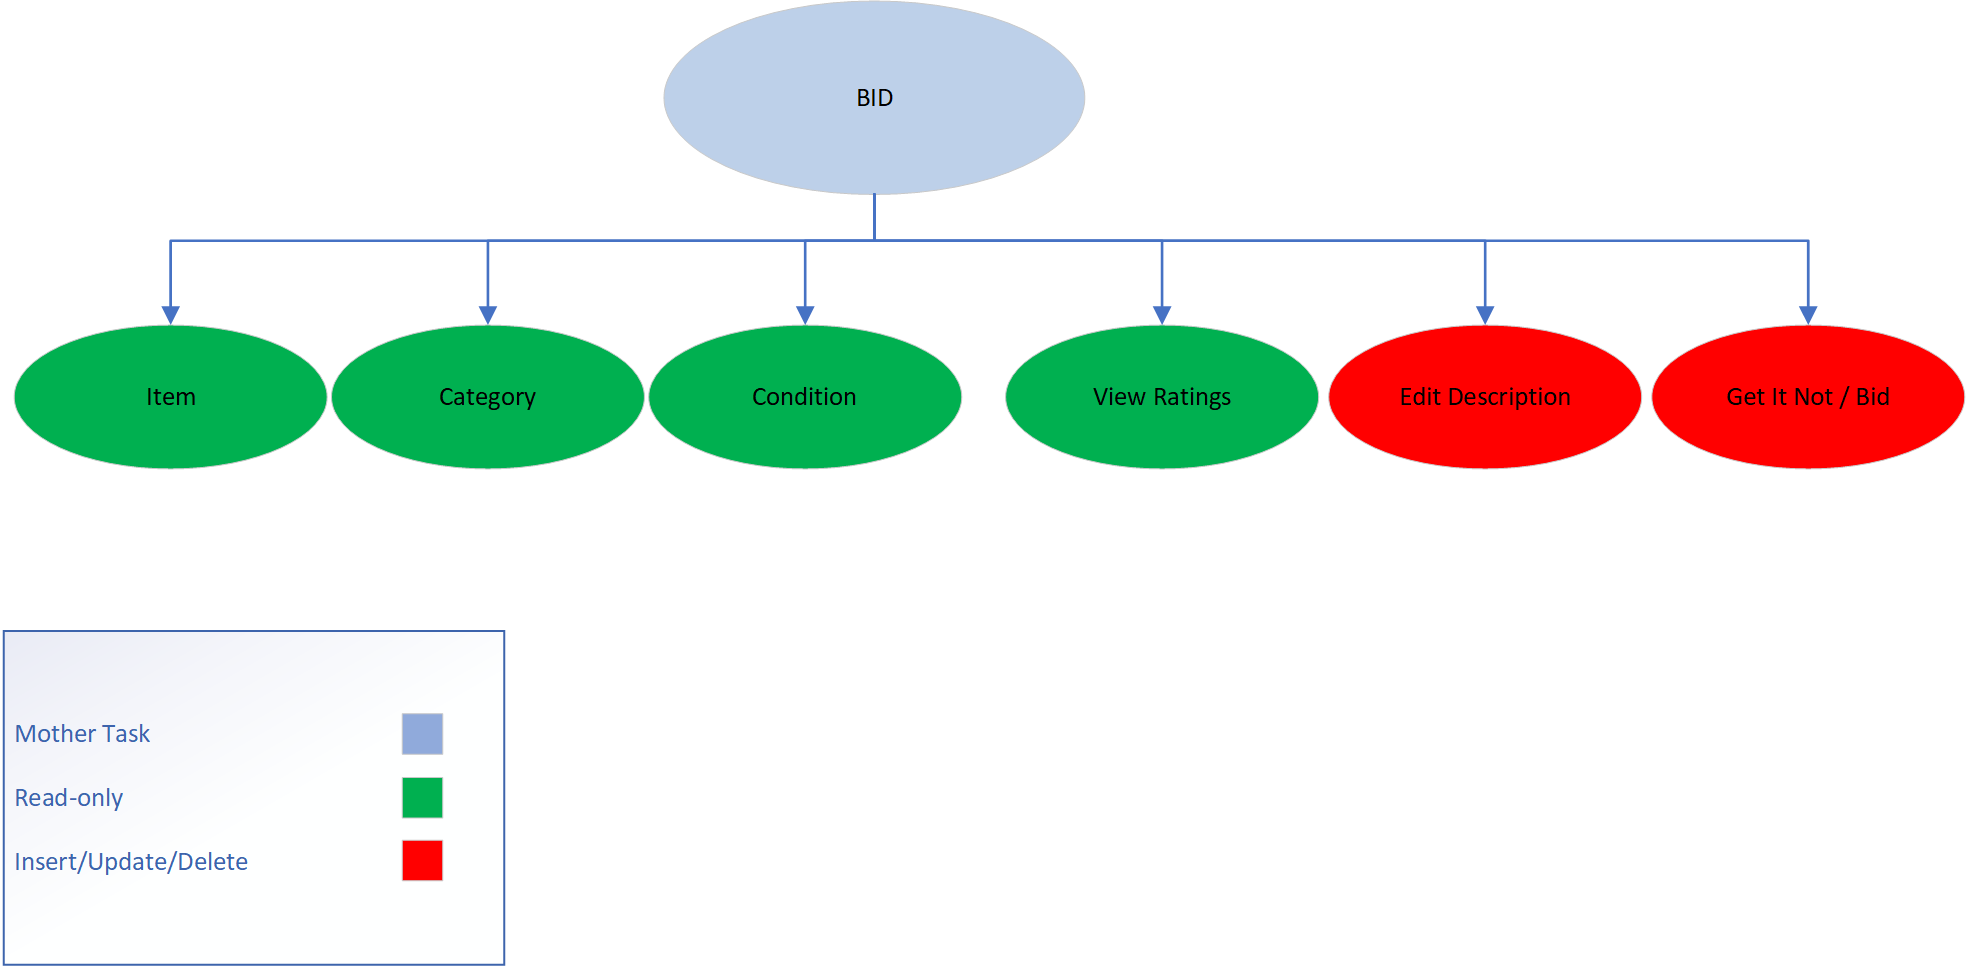 BID
Item
Category
Condition
View Ratings
Edit Description
Get It Not / Bid
Mother Task
Read-only
Insert/Update/Delete